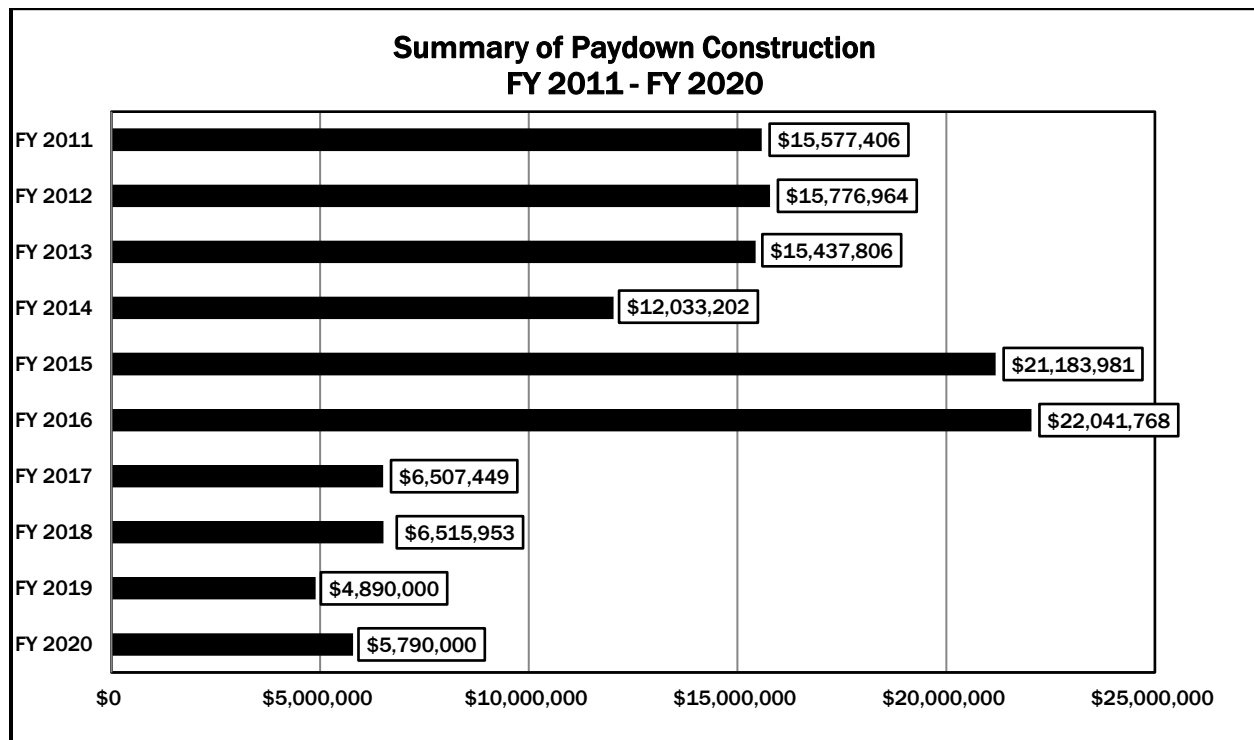 Summary of Paydown Construction
FY 2011 - FY 2020
FY 2011
$15,577,406
FY 2012
$15,776,964
FY 2013
$15,437,806
FY 2014
$12,033,202
FY 2015
$21,183,981
FY 2016
$22,041,768
FY 2017
$6,507,449
FY 2018
$6,515,953
FY 2019
$4,890,000
FY 2020
$5,790,000
$0 $5,000,000 $10,000,000 $15,000,000 $20,000,000 $25,000,000